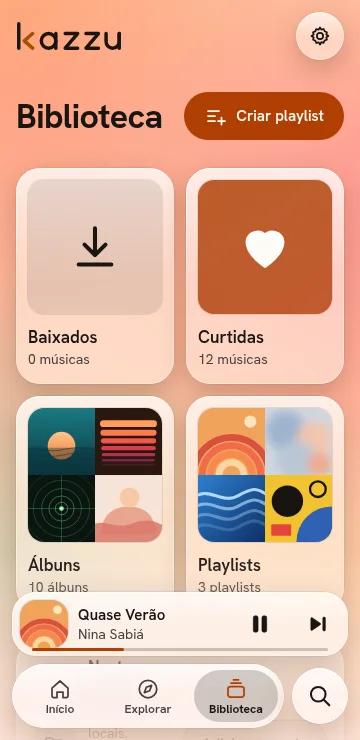 kazzu
Biblioteca
Criar playlist
Baixados
0 músicas
Curtidas
12 músicas
Álbuns
10 álbuns
Playlists
3 playlists
Quase Verão
Nina Sabiá
Início
Explorar
Biblioteca
locais.